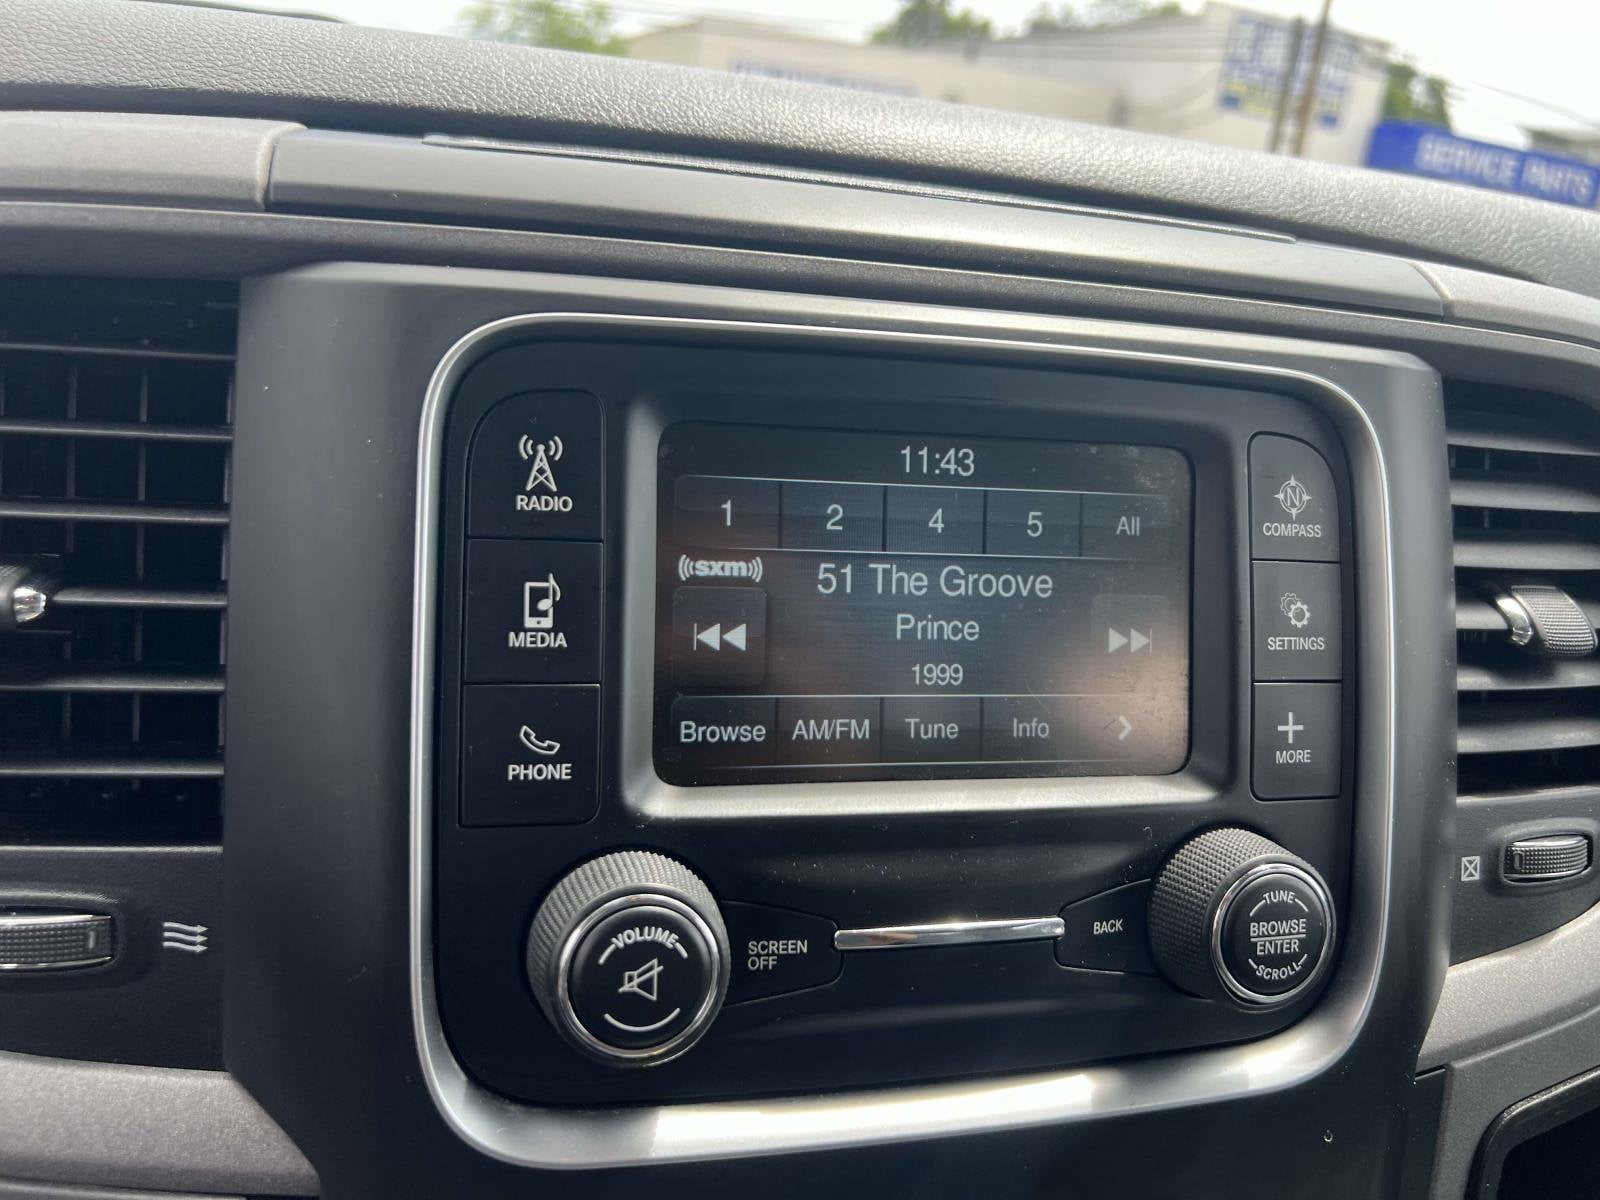 SERVICE PARTS
11:43
1 2 4 5 All
sxm
51 The Groove
Prince
1999
Browse AM/FM Tune Info
RADIO
MEDIA
PHONE
N
COMPASS
SETTINGS
MORE
VOLUME
SCREEN
OFF
BACK
TUNE
BROWSE
ENTER
SCROLL